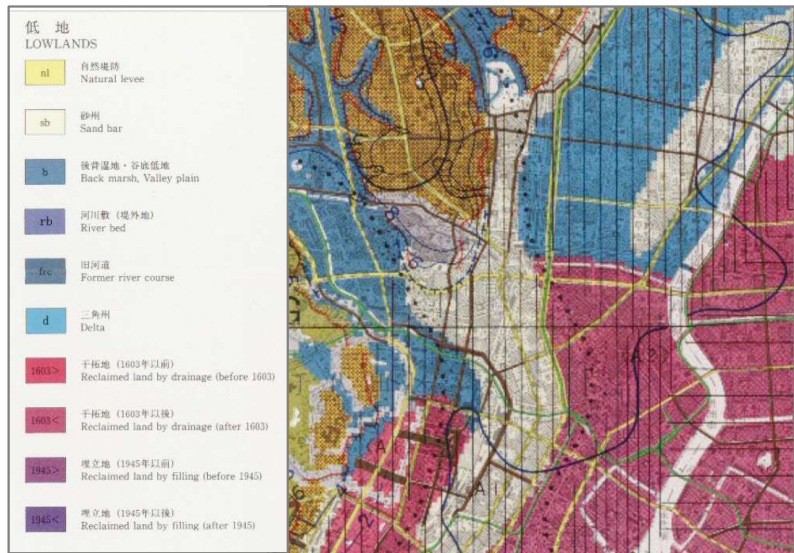 低地
LOWLANDS
nl
自然堤防
Natural levee
sb
砂州
Sand bar
b
後背湿地・谷底低地
Back marsh, Valley plain
rb
河川敷 (堤外地)
River bed
frc
旧河道
Former river course
d
三角州
Delta
1603>
干拓地 (1603年以前)
Reclaimed land by drainage (before 1603)
1603<
干拓地 (1603年以後)
Reclaimed land by drainage (after 1603)
1945>
埋立地 (1945年以前)
Reclaimed land by filling (before 1945)
1945<
埋立地 (1945年以後)
Reclaimed land by filling (after 1945)
G
A
A1